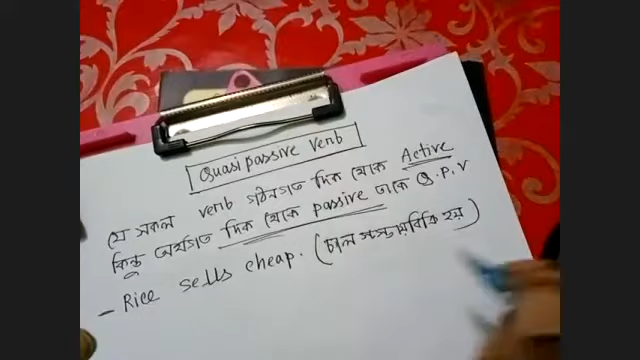 Quasi passive verb
যে সকল verb গঠনগত দিক থেকে Active
কিন্তু অর্থগত দিক থেকে passive তাকে Q.P.V
- Rice sells cheap. (চাল সস্তায় বিক্রি হয়)